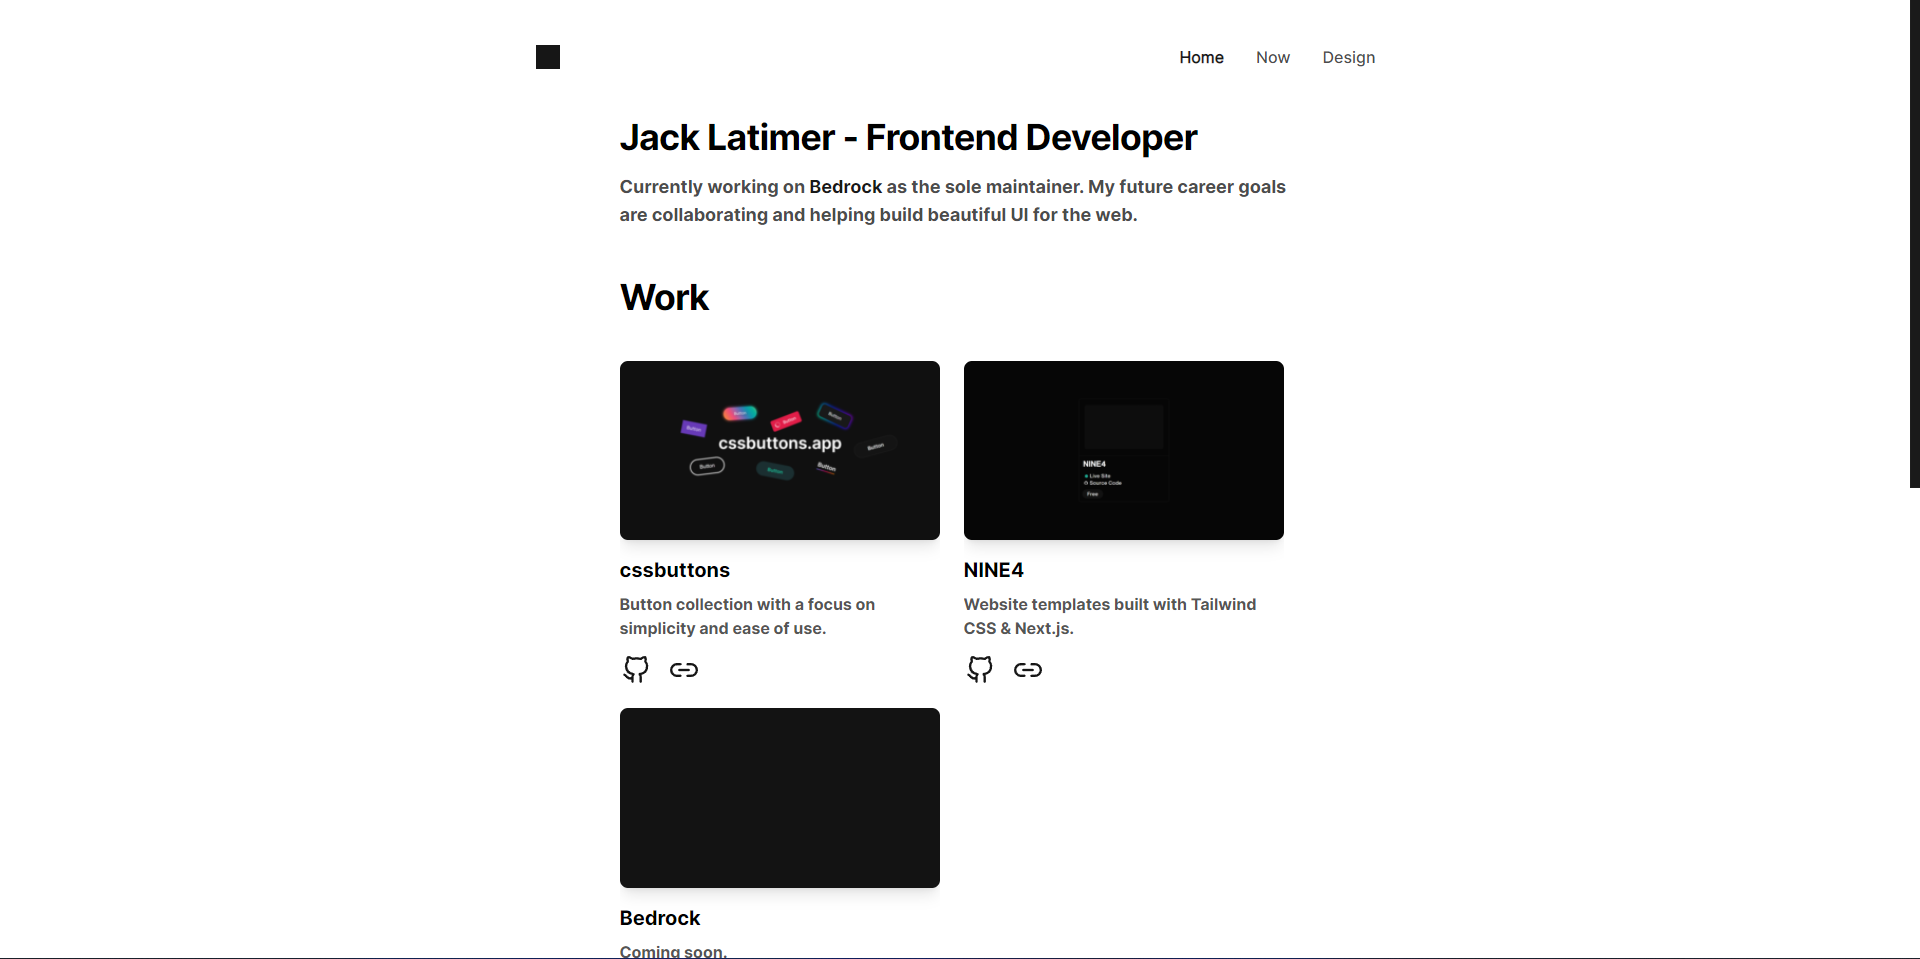 Home
Now
Design
Jack Latimer - Frontend Developer
Currently working on Bedrock as the sole maintainer. My future career goals
are collaborating and helping build beautiful UI for the web.
Work
Button
Button
Button
Button
cssbuttons.app
Button
Button
Button
Button
NINE4
Live Site
Source Code
Free
cssbuttons
Button collection with a focus on
simplicity and ease of use.
NINE4
Website templates built with Tailwind
CSS & Next.js.
Bedrock
Coming soon.